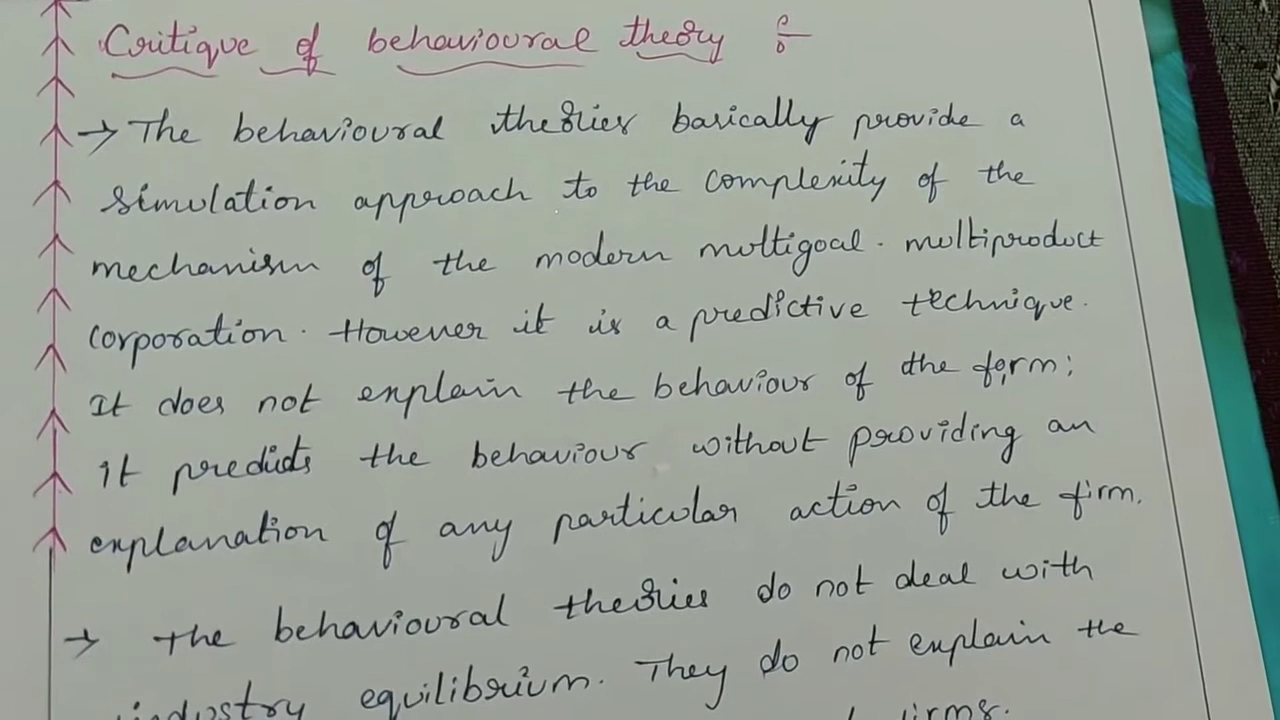 Critique of behavioural theory :-
→ The behavioural theories basically provide a
simulation approach to the complexity of the
mechanism of the modern multigoal. multiproduct
corporation. However it is a predictive technique.
It does not explain the behaviour of the form;
it predicts the behaviour without providing an
explanation of any particular action of the firm.
→ The behavioural theories do not deal with
industry equilibrium. They do not explain the
firms.